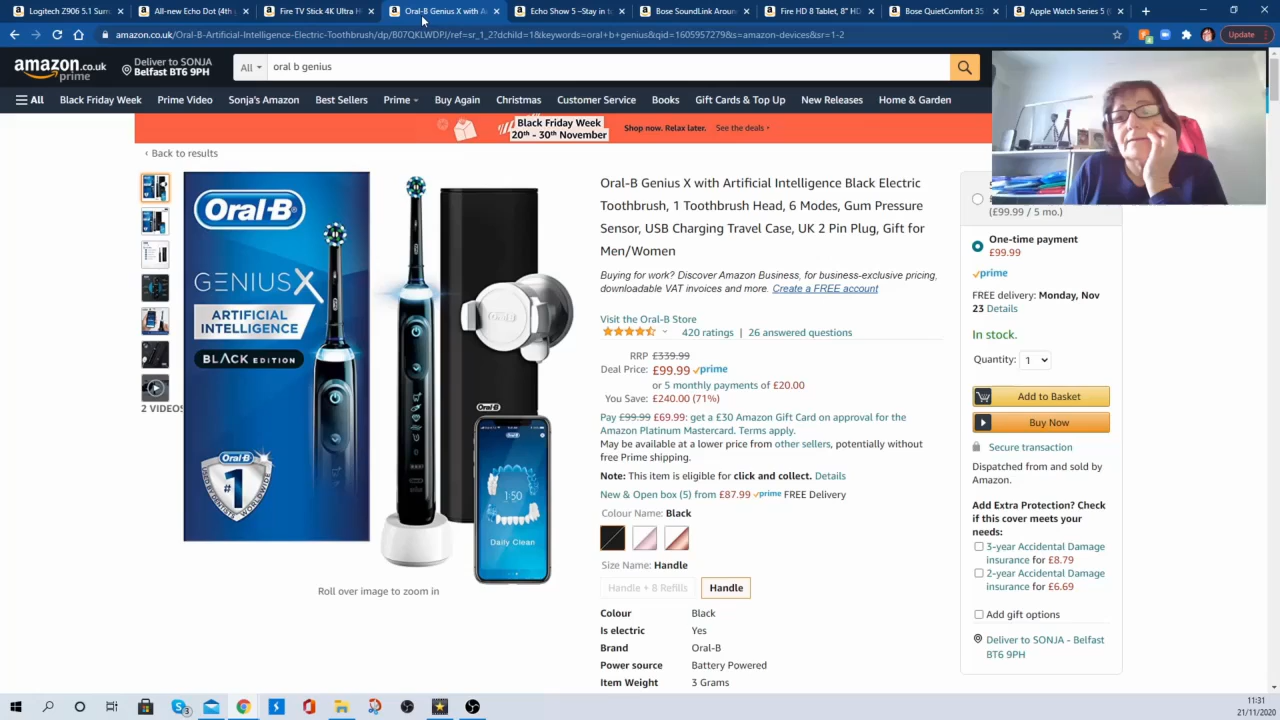 Logitech Z906 5.1 Surr
All-new Echo Dot (4th
Fire TV Stick 4K Ultra H
Oral-B Genius X with A
Echo Show 5 –Stay in t
Bose SoundLink Aroun
Fire HD 8 Tablet, 8" HD
Bose QuietComfort 35
Apple Watch Series 5 (
amazon.co.uk/Oral-B-Artificial-Intelligence-Electric-Toothbrush/dp/B07QKLWDPJ/ref=sr_1_2?dchild=1&keywords=oral+b+genius&qid=1605957279&s=amazon-devices&sr=1-2
Update
amazon.co.uk
prime
Deliver to SONJA
Belfast BT6 9PH
All
oral b genius
All
Black Friday Week
Prime Video
Sonja's Amazon
Best Sellers
Prime
Buy Again
Christmas
Customer Service
Books
Gift Cards & Top Up
New Releases
Home & Garden
Black Friday Week
20th - 30th November
Shop now. Relax later.
See the deals
‹ Back to results
Oral-B
GENIUS X
ARTIFICIAL
INTELLIGENCE
BLACK EDITION
Oral-B
#1
Oral-B
Oral-B
1:50
Daily Clean
2 VIDEOS
Roll over image to zoom in
Oral-B Genius X with Artificial Intelligence Black Electric
Toothbrush, 1 Toothbrush Head, 6 Modes, Gum Pressure
Sensor, USB Charging Travel Case, UK 2 Pin Plug, Gift for
Men/Women
Buying for work? Discover Amazon Business, for business-exclusive pricing,
downloadable VAT invoices and more. Create a FREE account
Visit the Oral-B Store
420 ratings | 26 answered questions
RRP £339.99
Deal Price: £99.99 prime
or 5 monthly payments of £20.00
You Save: £240.00 (71%)
Pay £99.99 £69.99: get a £30 Amazon Gift Card on approval for the
Amazon Platinum Mastercard. Terms apply.
May be available at a lower price from other sellers, potentially without
free Prime shipping.
Note: This item is eligible for click and collect. Details
New & Open box (5) from £87.99 prime FREE Delivery
Colour Name: Black
Size Name: Handle
Handle + 8 Refills
Handle
Colour Black
Is electric Yes
Brand Oral-B
Power source Battery Powered
Item Weight 3 Grams
(£99.99 / 5 mo.)
One-time payment
£99.99
prime
FREE delivery: Monday, Nov
23 Details
In stock.
Quantity: 1
Add to Basket
Buy Now
Secure transaction
Dispatched from and sold by
Amazon.
Add Extra Protection? Check
if this cover meets your
needs:
3-year Accidental Damage
insurance for £8.79
2-year Accidental Damage
insurance for £6.69
Add gift options
Deliver to SONJA - Belfast
BT6 9PH
3
11:31
21/11/2020